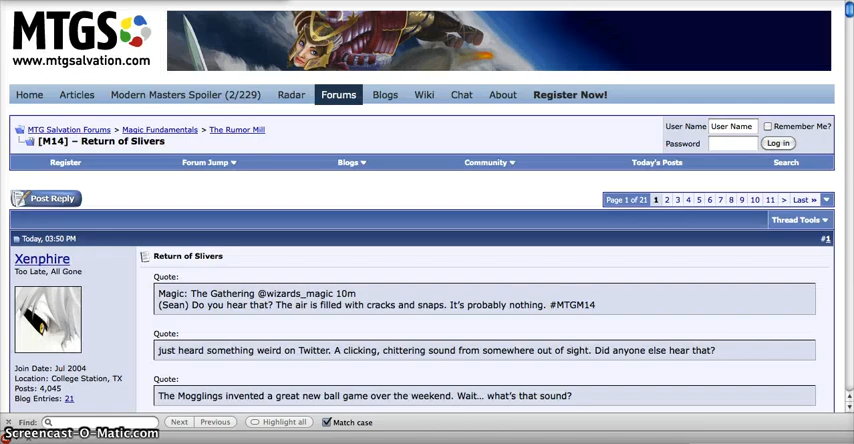 MTGS
www.mtgsalvation.com
Home Articles Modern Masters Spoiler (2/229) Radar Forums Blogs Wiki Chat About Register Now!
MTG Salvation Forums > Magic Fundamentals > The Rumor Mill
[M14] – Return of Slivers
User Name User Name Remember Me?
Password Log in
Register Forum Jump Blogs Community Today's Posts Search
Post Reply
Page 1 of 21 1 2 3 4 5 6 7 8 9 10 11 > Last »
Thread Tools
Today, 03:50 PM #1
Xenphire
Too Late, All Gone
Join Date: Jul 2004
Location: College Station, TX
Posts: 4,045
Blog Entries: 21
Return of Slivers
Quote:
Magic: The Gathering @wizards_magic 10m
(Sean) Do you hear that? The air is filled with cracks and snaps. It's probably nothing. #MTGM14
Quote:
just heard something weird on Twitter. A clicking, chittering sound from somewhere out of sight. Did anyone else hear that?
Quote:
The Mogglings invented a great new ball game over the weekend. Wait... what's that sound?
Find: Next Previous Highlight all Match case
Screencast-O-Matic.com